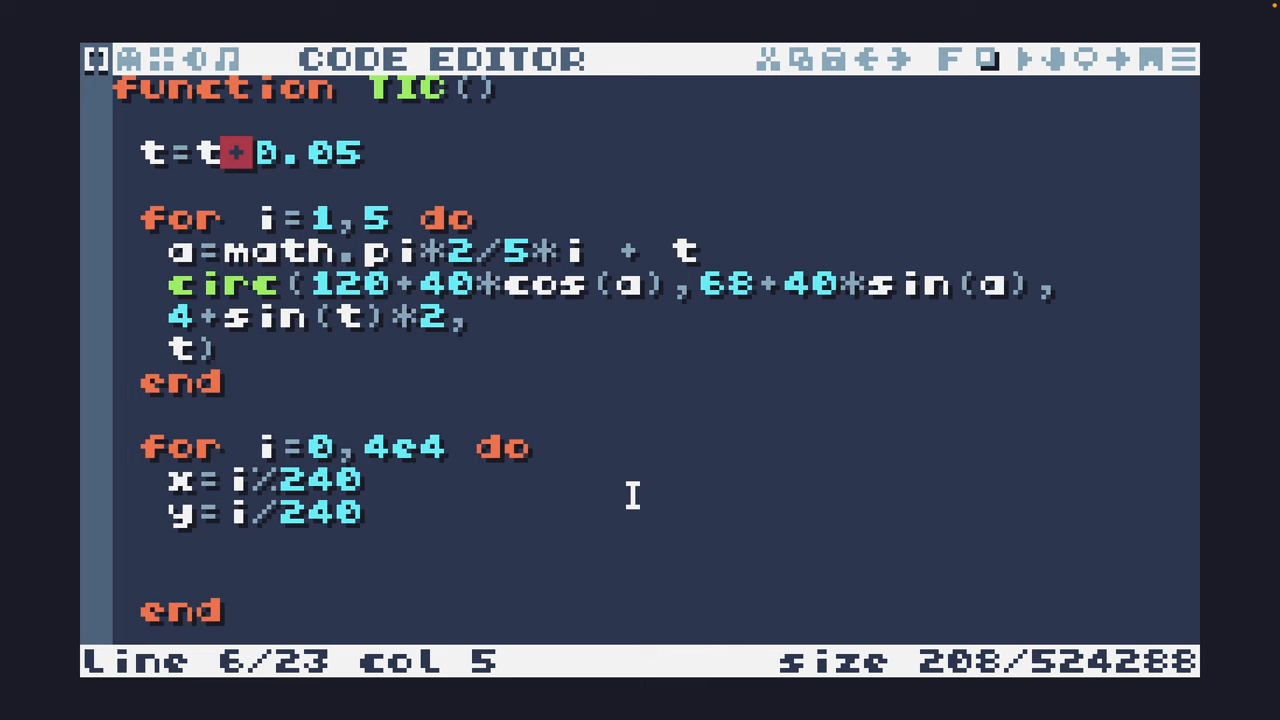 CODE EDITOR
function TIC()
t=t+0.05
for i=1,5 do
a=math.pi*2/5*i + t
circ(120+40*cos(a),68+40*sin(a),
4+sin(t)*2,
t)
end
for i=0,4e4 do
x=i%240
y=i/240
end
line 6/23 col 5
size 208/524288